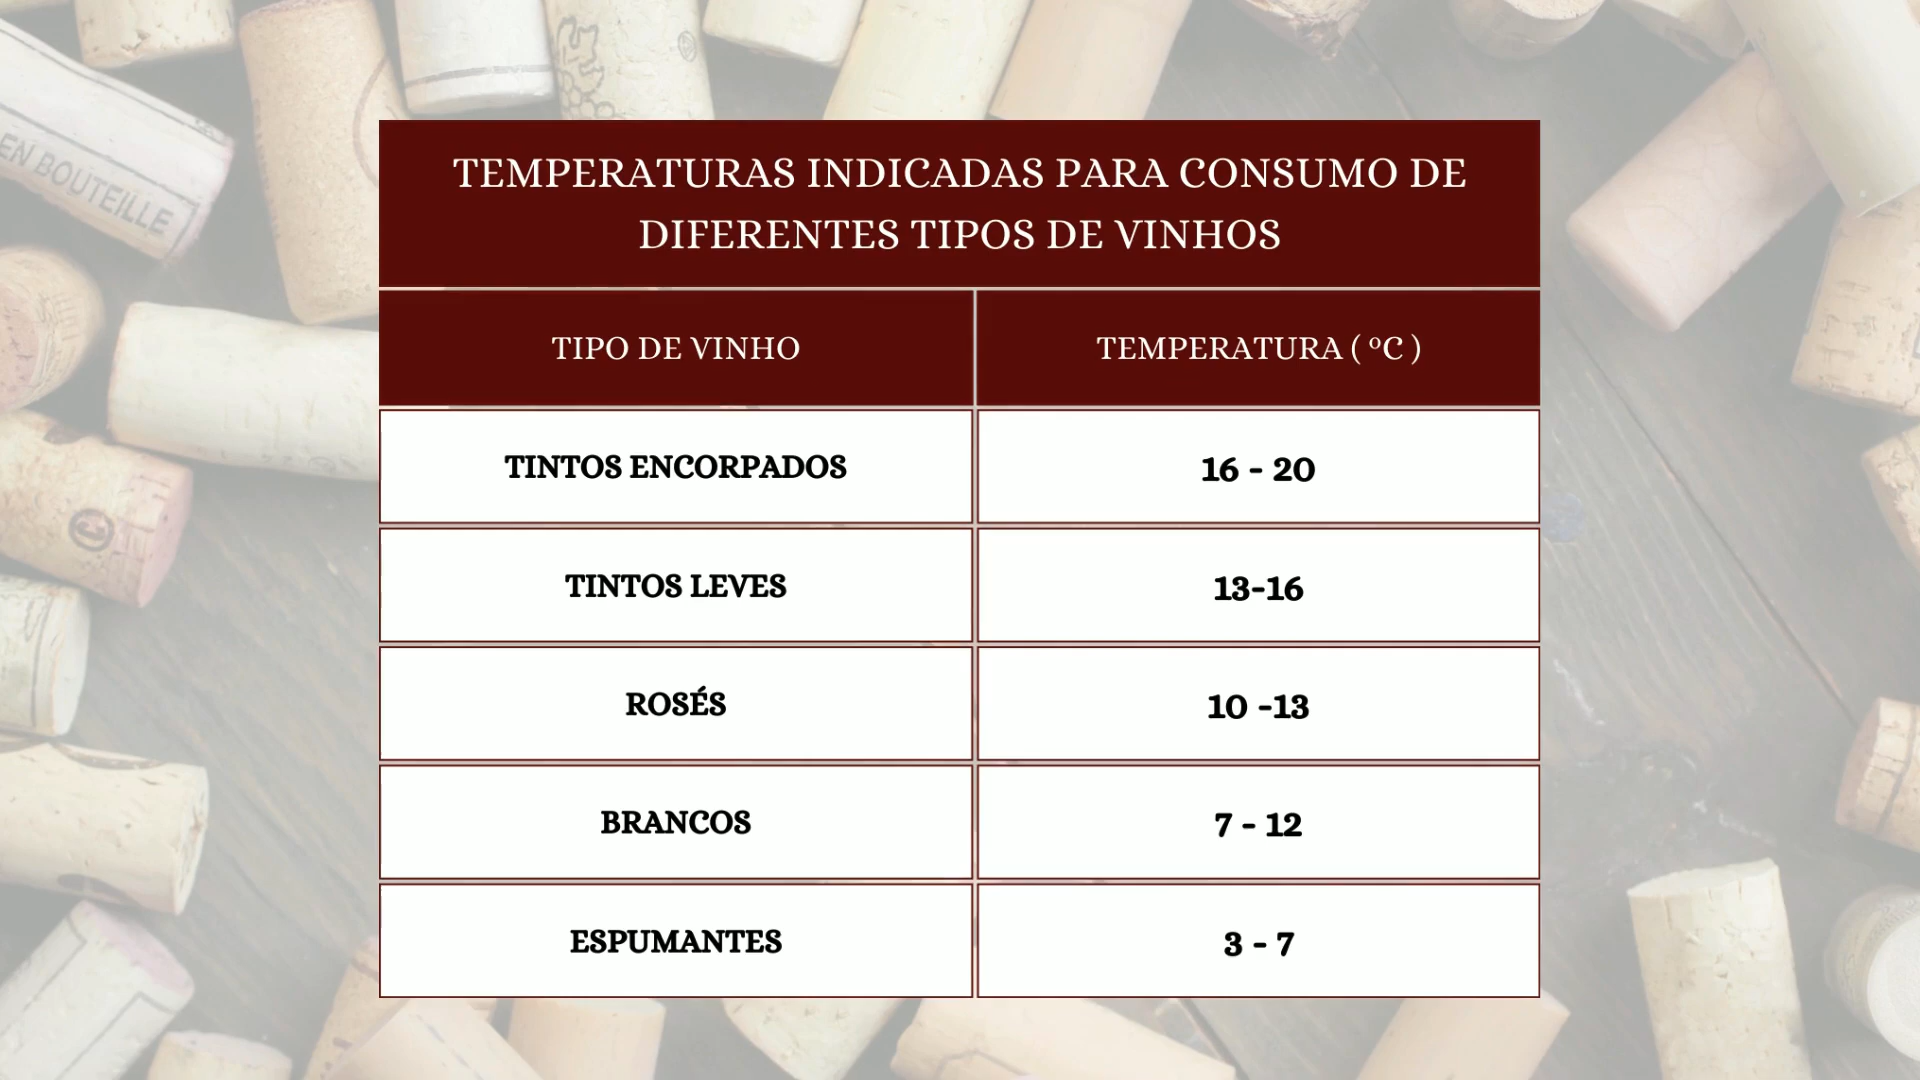 EN BOUTEILLE
TEMPERATURAS INDICADAS PARA CONSUMO DE
DIFERENTES TIPOS DE VINHOS
TIPO DE VINHO
TEMPERATURA ( ºC )
TINTOS ENCORPADOS
16 - 20
TINTOS LEVES
13-16
ROSÉS
10 -13
BRANCOS
7 - 12
ESPUMANTES
3 - 7